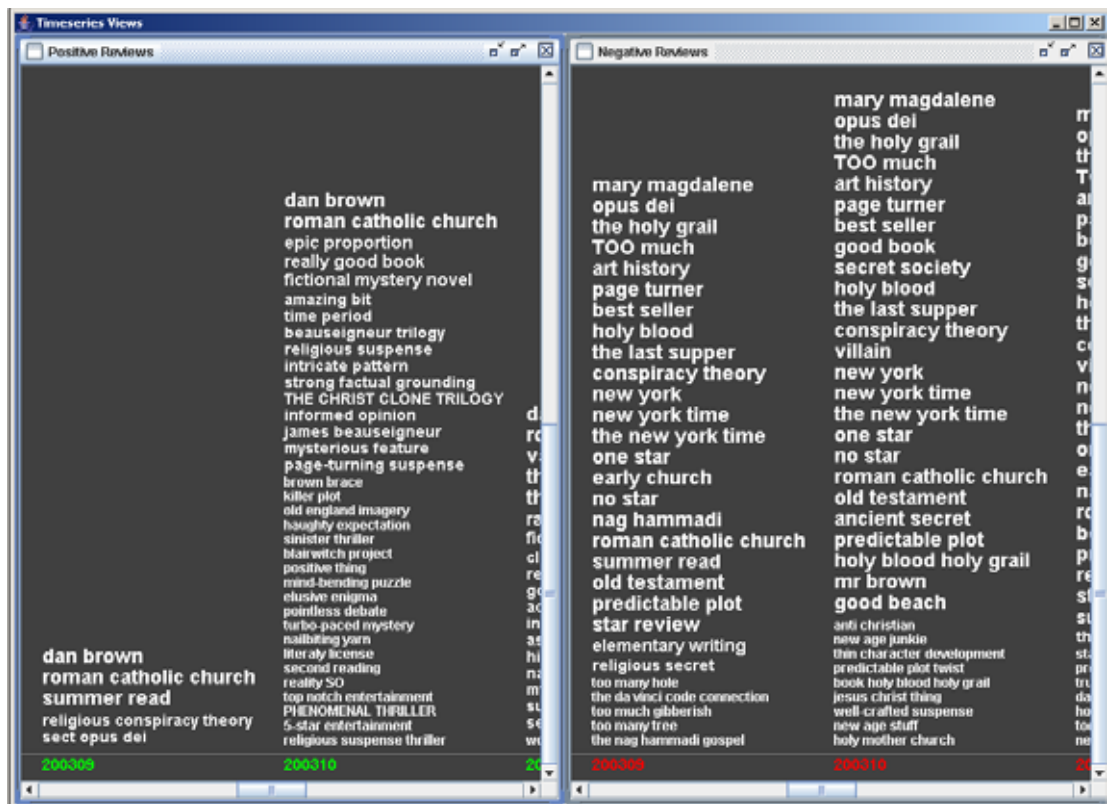 Timeseries Views
Positive Reviews
dan brown
roman catholic church
summer read
religious conspiracy theory
sect opus dei
200309
dan brown
roman catholic church
epic proportion
really good book
fictional mystery novel
amazing bit
time period
beauseigneur trilogy
religious suspense
intricate pattern
strong factual grounding
THE CHRIST CLONE TRILOGY
informed opinion
james beauseigneur
mysterious feature
page-turning suspense
brown brace
killer plot
old england imagery
haughty expectation
sinister thriller
blairwitch project
positive thing
mind-bending puzzle
elusive enigma
pointless debate
turbo-paced mystery
nailbiting yarn
literaly license
second reading
reality SO
top notch entertainment
PHENOMENAL THRILLER
5-star entertainment
religious suspense thriller
200310
Negative Reviews
mary magdalene
opus dei
the holy grail
TOO much
art history
page turner
best seller
holy blood
the last supper
conspiracy theory
new york
new york time
the new york time
one star
early church
no star
nag hammadi
roman catholic church
summer read
old testament
predictable plot
star review
elementary writing
religious secret
too many hole
the da vinci code connection
too much gibberish
too many tree
the nag hammadi gospel
200309
mary magdalene
opus dei
the holy grail
TOO much
art history
page turner
best seller
good book
secret society
holy blood
the last supper
conspiracy theory
villain
new york
new york time
the new york time
one star
no star
roman catholic church
old testament
ancient secret
predictable plot
holy blood holy grail
mr brown
good beach
anti christian
new age junkie
thin character development
predictable plot twist
book holy blood holy grail
jesus christ thing
well-crafted suspense
new age stuff
holy mother church
200310